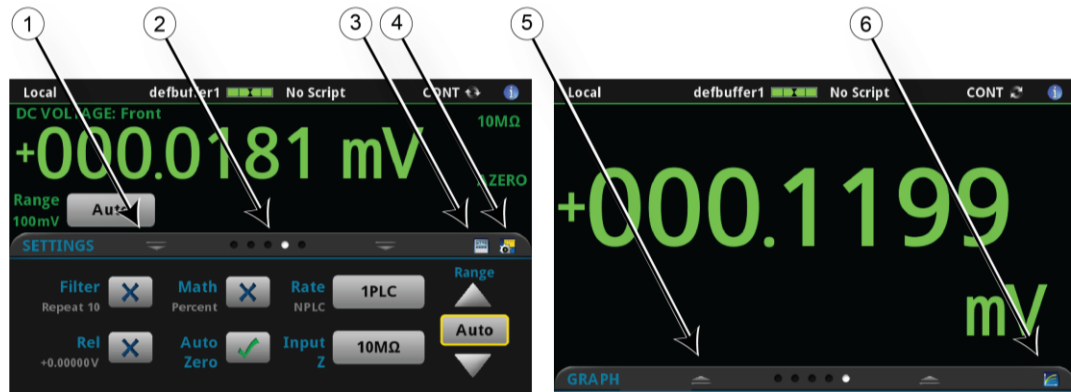 1 2 3 4 5 6
Local defbuffer1 No Script CONT
DC VOLTAGE: Front
10MΩ
+000.0181 mV
AZERO
Range
100mV Auto
SETTINGS
Filter
Repeat 10
Math
Percent
Rate
NPLC
1PLC
Range
Auto
Rel
+0.00000V
Auto
Zero
Input
Z
10MΩ
Local defbuffer1 No Script CONT
+000.1199
mV
GRAPH